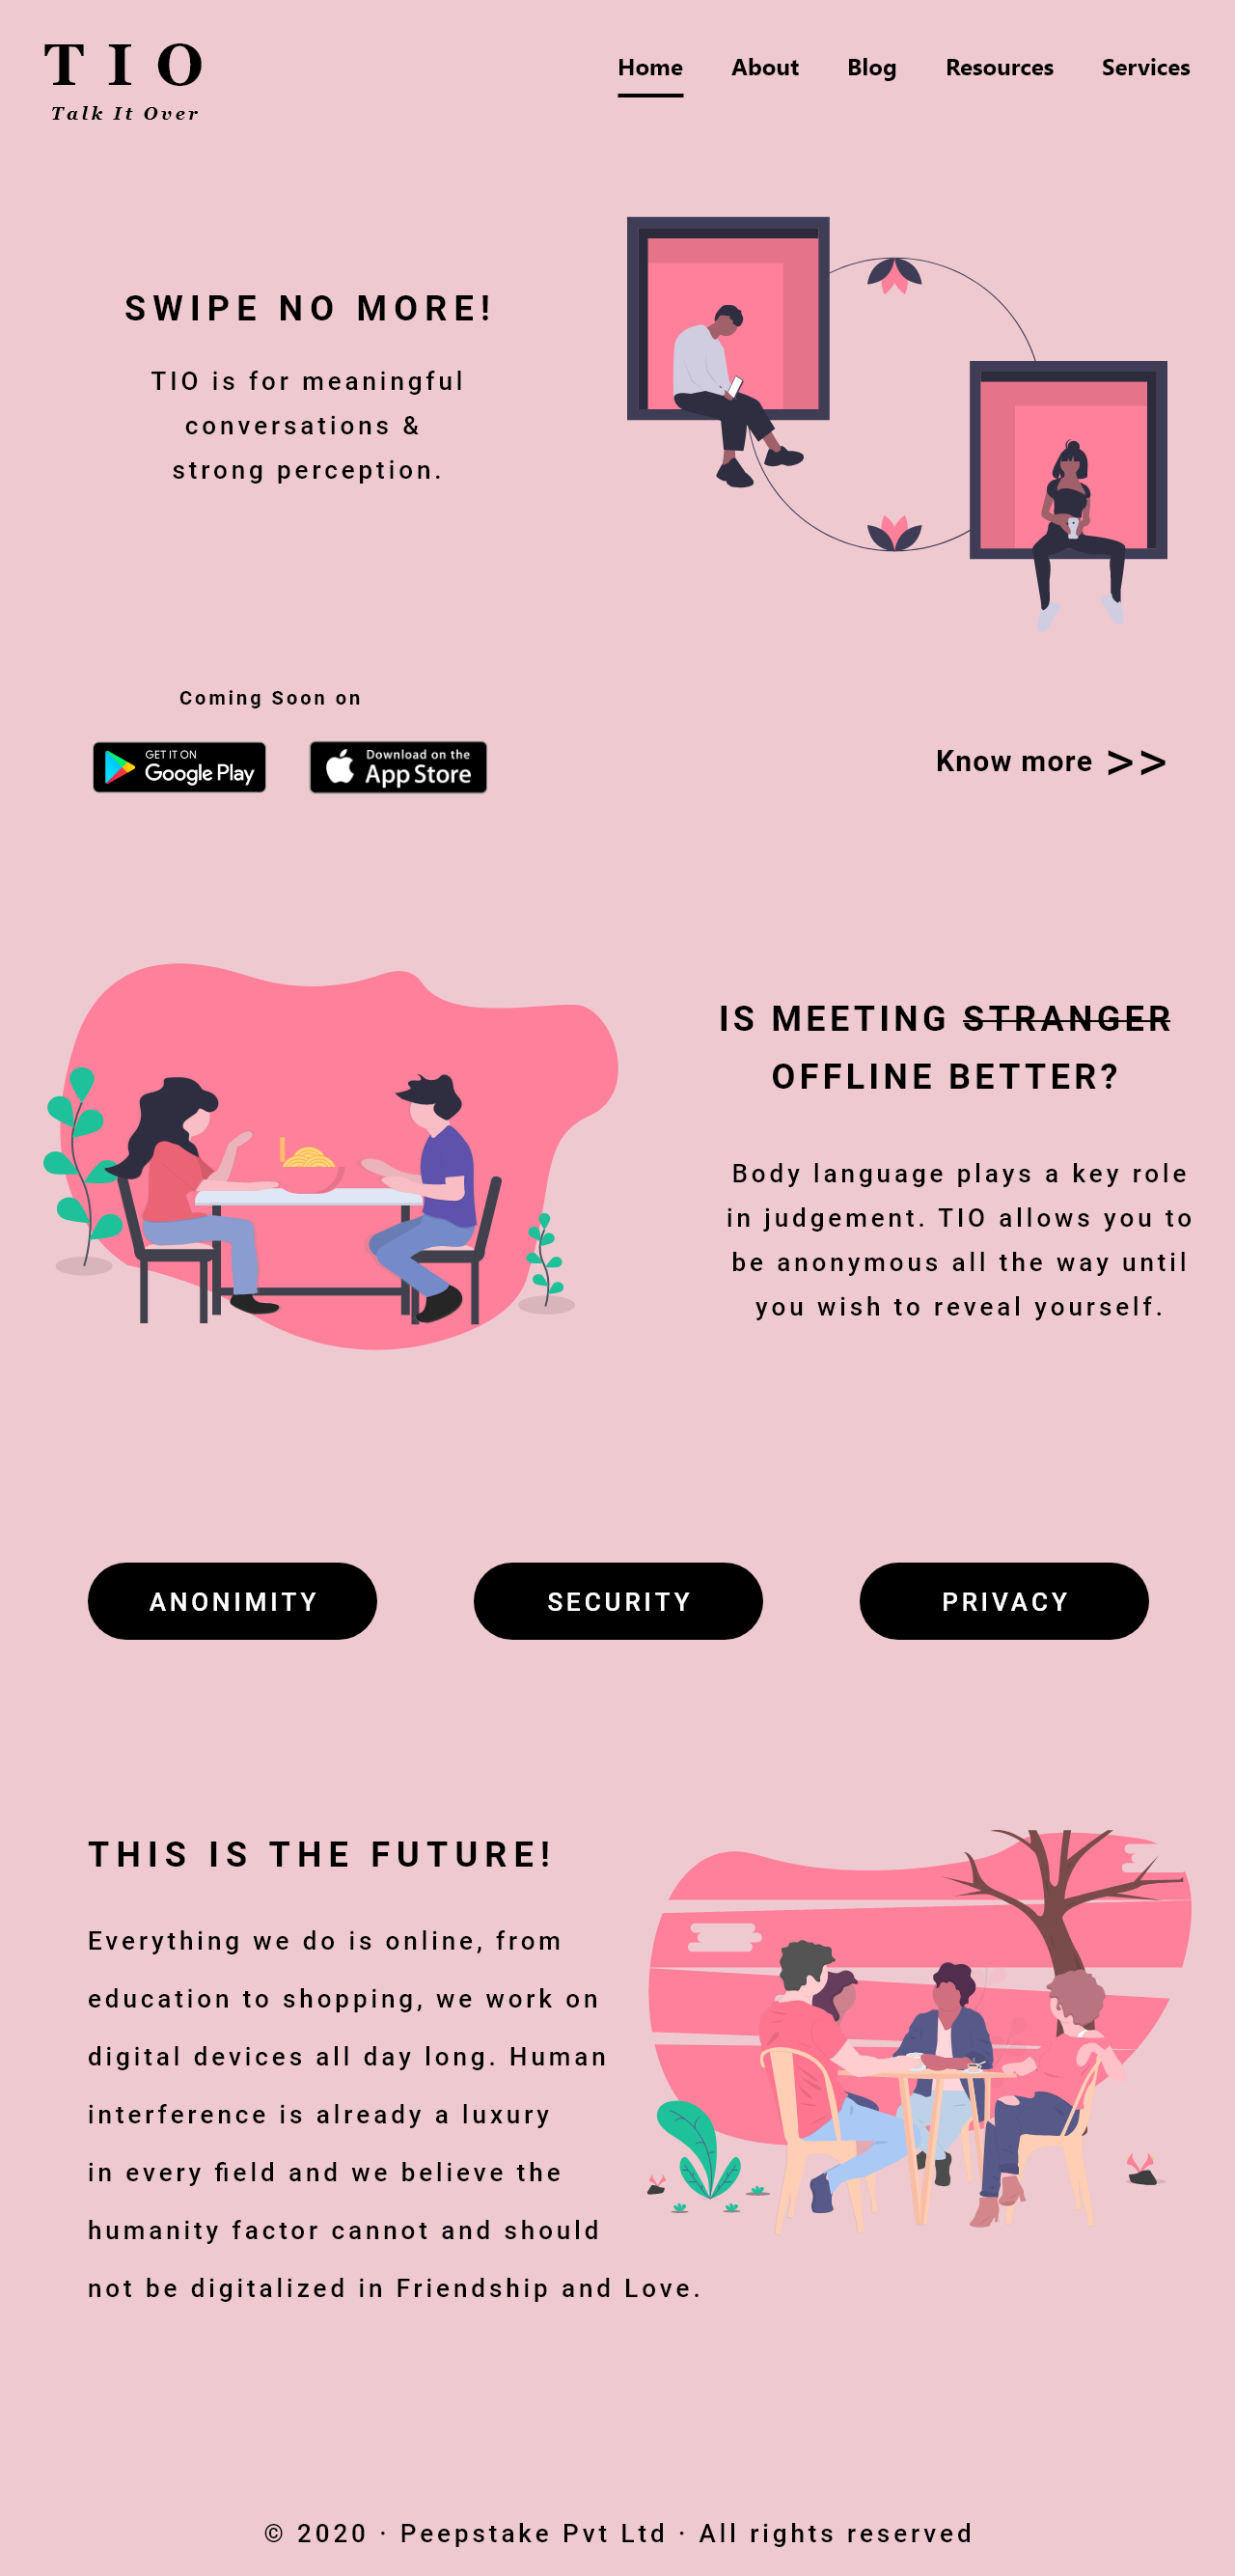 T I O
Talk It Over
Home About Blog Resources Services
SWIPE NO MORE!
TIO is for meaningful
conversations &
strong perception.
Coming Soon on
GET IT ON
Google Play
Download on the
App Store
Know more >>
IS MEETING STRANGER
OFFLINE BETTER?
Body language plays a key role
in judgement. TIO allows you to
be anonymous all the way until
you wish to reveal yourself.
ANONIMITY
SECURITY
PRIVACY
THIS IS THE FUTURE!
Everything we do is online, from
education to shopping, we work on
digital devices all day long. Human
interference is already a luxury
in every field and we believe the
humanity factor cannot and should
not be digitalized in Friendship and Love.
© 2020 · Peepstake Pvt Ltd · All rights reserved